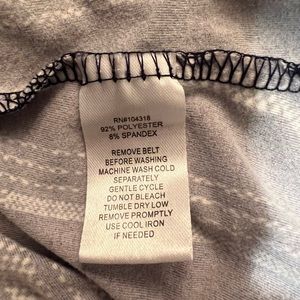 RN#104318
92% POLYESTER
8% SPANDEX
REMOVE BELT
BEFORE WASHING
MACHINE WASH COLD
SEPARATELY
GENTLE CYCLE
DO NOT BLEACH
TUMBLE DRY LOW
REMOVE PROMPTLY
USE COOL IRON
IF NEEDED